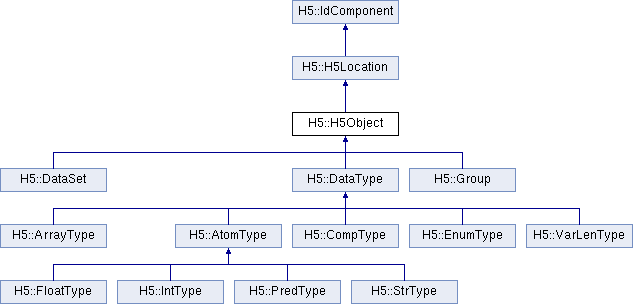 H5::IdComponent
H5::H5Location
H5::H5Object
H5::DataSet
H5::DataType
H5::Group
H5::ArrayType
H5::AtomType
H5::CompType
H5::EnumType
H5::VarLenType
H5::FloatType
H5::IntType
H5::PredType
H5::StrType